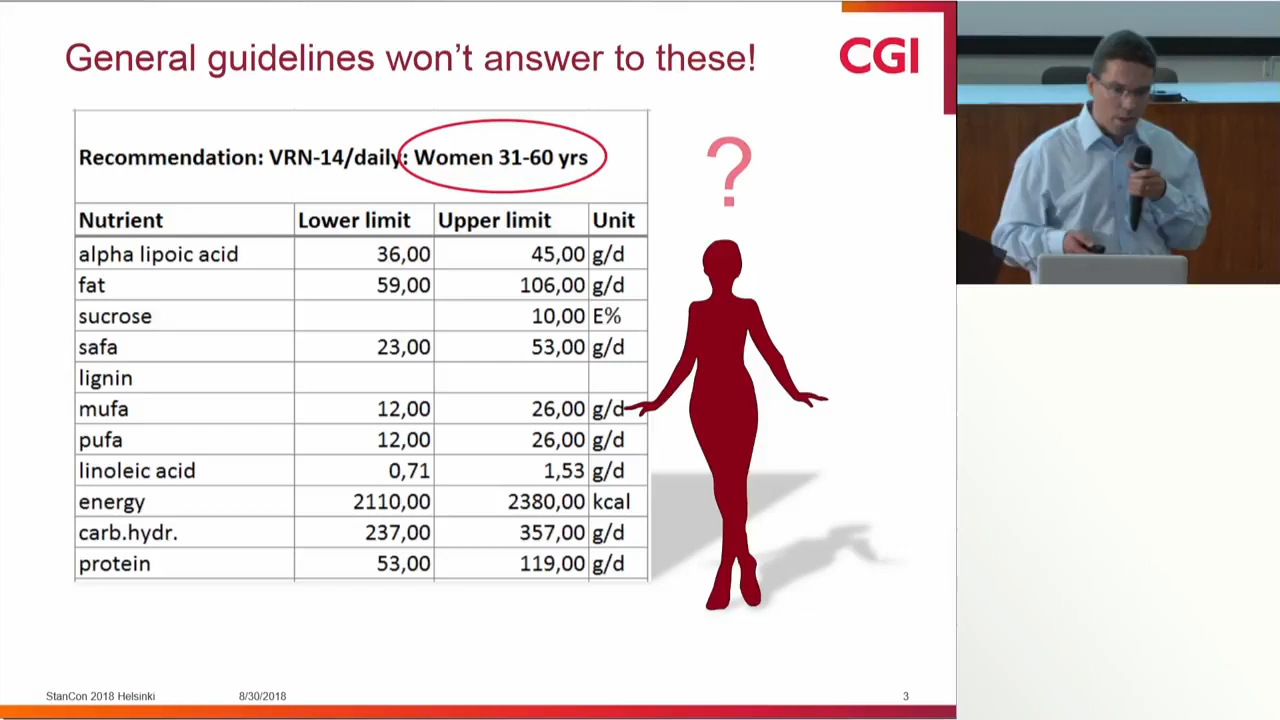 General guidelines won't answer to these!
CGI
Recommendation: VRN-14/daily: Women 31-60 yrs
?
Nutrient Lower limit Upper limit Unit
alpha lipoic acid 36,00 45,00 g/d
fat 59,00 106,00 g/d
sucrose 10,00 E%
safa 23,00 53,00 g/d
lignin
mufa 12,00 26,00 g/d
pufa 12,00 26,00 g/d
linoleic acid 0,71 1,53 g/d
energy 2110,00 2380,00 kcal
carb.hydr. 237,00 357,00 g/d
protein 53,00 119,00 g/d
StanCon 2018 Helsinki 8/30/2018 3